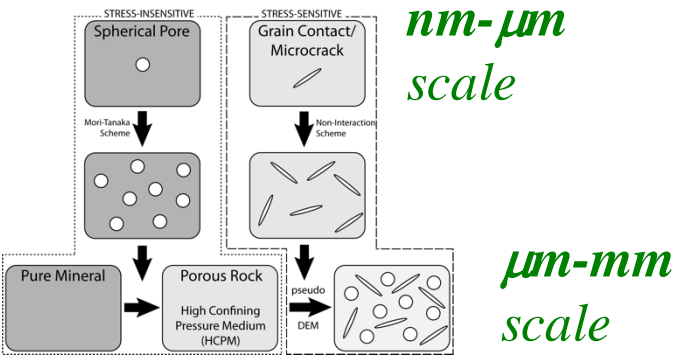 STRESS-INSENSITIVE
STRESS-SENSITIVE
Spherical Pore
Grain Contact/
Microcrack
nm-μm
scale
Mori-Tanaka
Scheme
Non-Interaction
Scheme
Pure Mineral
Porous Rock
High Confining
Pressure Medium
(HCPM)
pseudo
DEM
μm-mm
scale